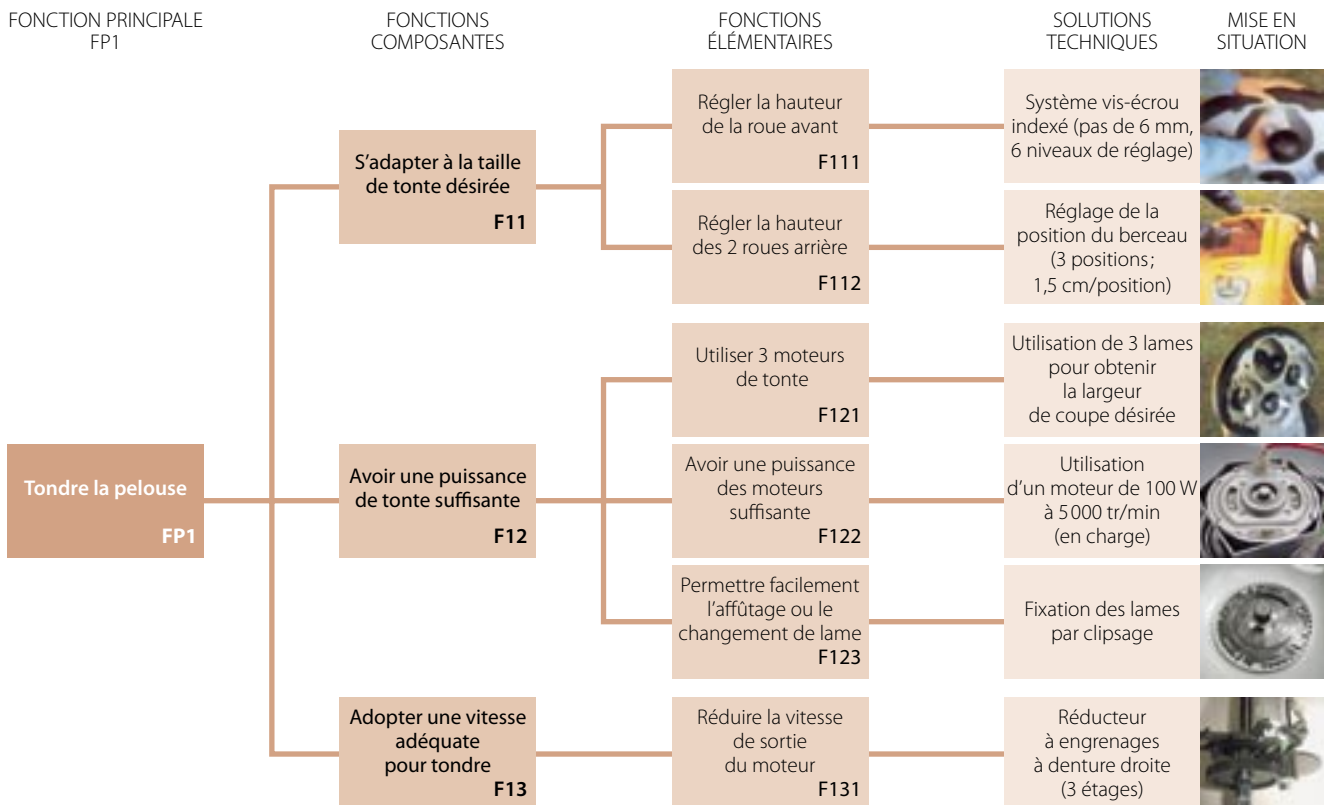 FONCTION PRINCIPALE
FP1
FONCTIONS
COMPOSANTES
FONCTIONS
ÉLÉMENTAIRES
SOLUTIONS
TECHNIQUES
MISE EN
SITUATION
Tondre la pelouse
FP1
S'adapter à la taille
de tonte désirée
F11
Régler la hauteur
de la roue avant
F111
Système vis-écrou
indexé (pas de 6 mm,
6 niveaux de réglage)
Régler la hauteur
des 2 roues arrière
F112
Réglage de la
position du berceau
(3 positions ;
1,5 cm/position)
Avoir une puissance
de tonte suffisante
F12
Utiliser 3 moteurs
de tonte
F121
Utilisation de 3 lames
pour obtenir
la largeur
de coupe désirée
Avoir une puissance
des moteurs
suffisante
F122
Utilisation
d'un moteur de 100 W
à 5 000 tr/min
(en charge)
Permettre facilement
l'affûtage ou le
changement de lame
F123
Fixation des lames
par clipsage
Adopter une vitesse
adéquate
pour tondre
F13
Réduire la vitesse
de sortie
du moteur
F131
Réducteur
à engrenages
à denture droite
(3 étages)